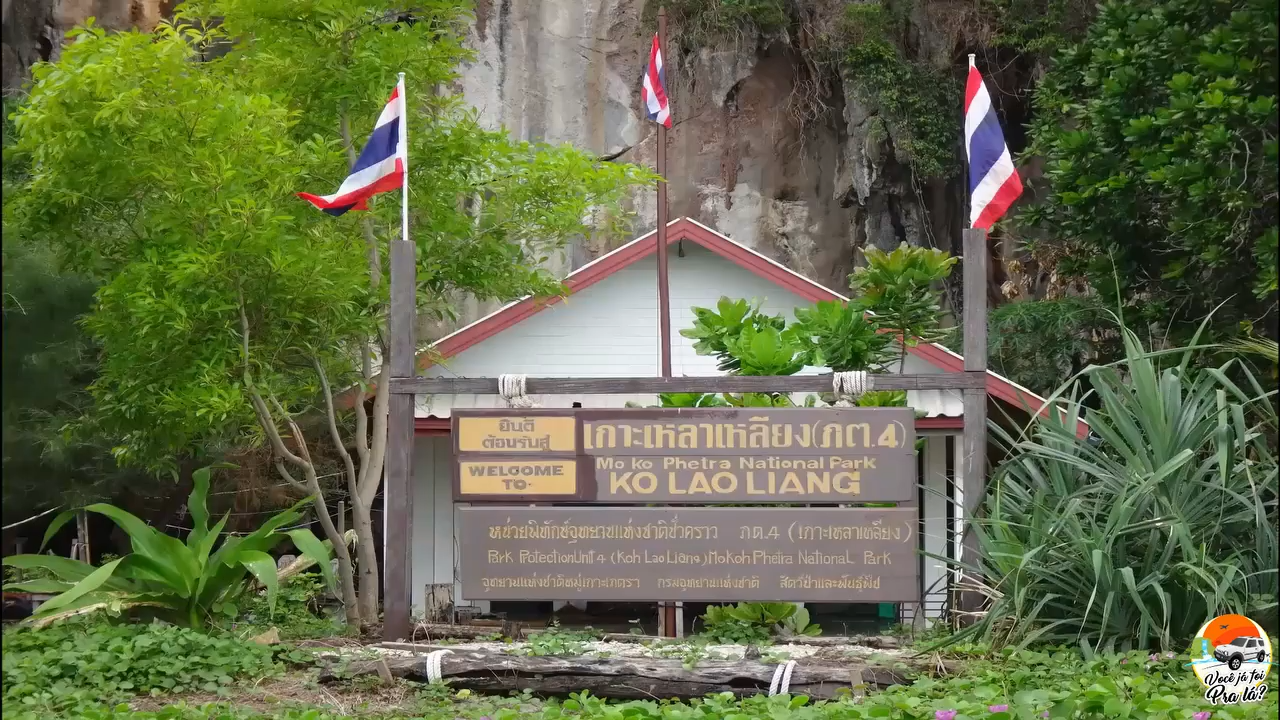 ยินดี
ต้อนรับสู่
WELCOME
TO
เกาะเหลาเหลียง(ภต.4)
Mo Ko Phetra National Park
KO LAO LIANG
หน่วยพิทักษ์อุทยานแห่งชาติชั่วคราว ภต.4 (เกาะเหลาเหลียง)
Park Protection Unit 4 (Koh Lao Liang) Mo Koh Phetra National Park
อุทยานแห่งชาติหมู่เกาะเภตรา กรมอุทยานแห่งชาติ สัตว์ป่าและพันธุ์พืช
Você já foi
Pra lá?